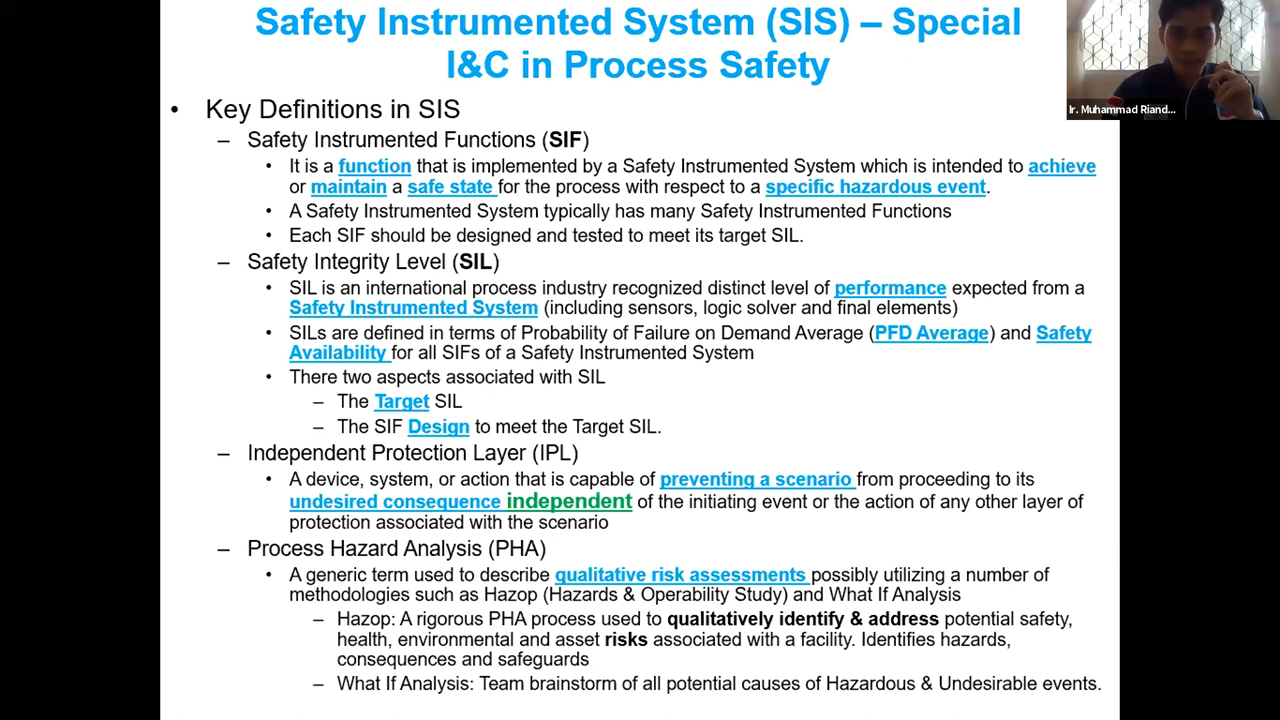 Safety Instrumented System (SIS) – Special
I&C in Process Safety
Ir. Muhammad Riand...
• Key Definitions in SIS
– Safety Instrumented Functions (SIF)
• It is a function that is implemented by a Safety Instrumented System which is intended to achieve
or maintain a safe state for the process with respect to a specific hazardous event.
• A Safety Instrumented System typically has many Safety Instrumented Functions
• Each SIF should be designed and tested to meet its target SIL.
– Safety Integrity Level (SIL)
• SIL is an international process industry recognized distinct level of performance expected from a
Safety Instrumented System (including sensors, logic solver and final elements)
• SILs are defined in terms of Probability of Failure on Demand Average (PFD Average) and Safety
Availability for all SIFs of a Safety Instrumented System
• There two aspects associated with SIL
– The Target SIL
– The SIF Design to meet the Target SIL.
– Independent Protection Layer (IPL)
• A device, system, or action that is capable of preventing a scenario from proceeding to its
undesired consequence independent of the initiating event or the action of any other layer of
protection associated with the scenario
– Process Hazard Analysis (PHA)
• A generic term used to describe qualitative risk assessments possibly utilizing a number of
methodologies such as Hazop (Hazards & Operability Study) and What If Analysis
– Hazop: A rigorous PHA process used to qualitatively identify & address potential safety,
health, environmental and asset risks associated with a facility. Identifies hazards,
consequences and safeguards
– What If Analysis: Team brainstorm of all potential causes of Hazardous & Undesirable events.